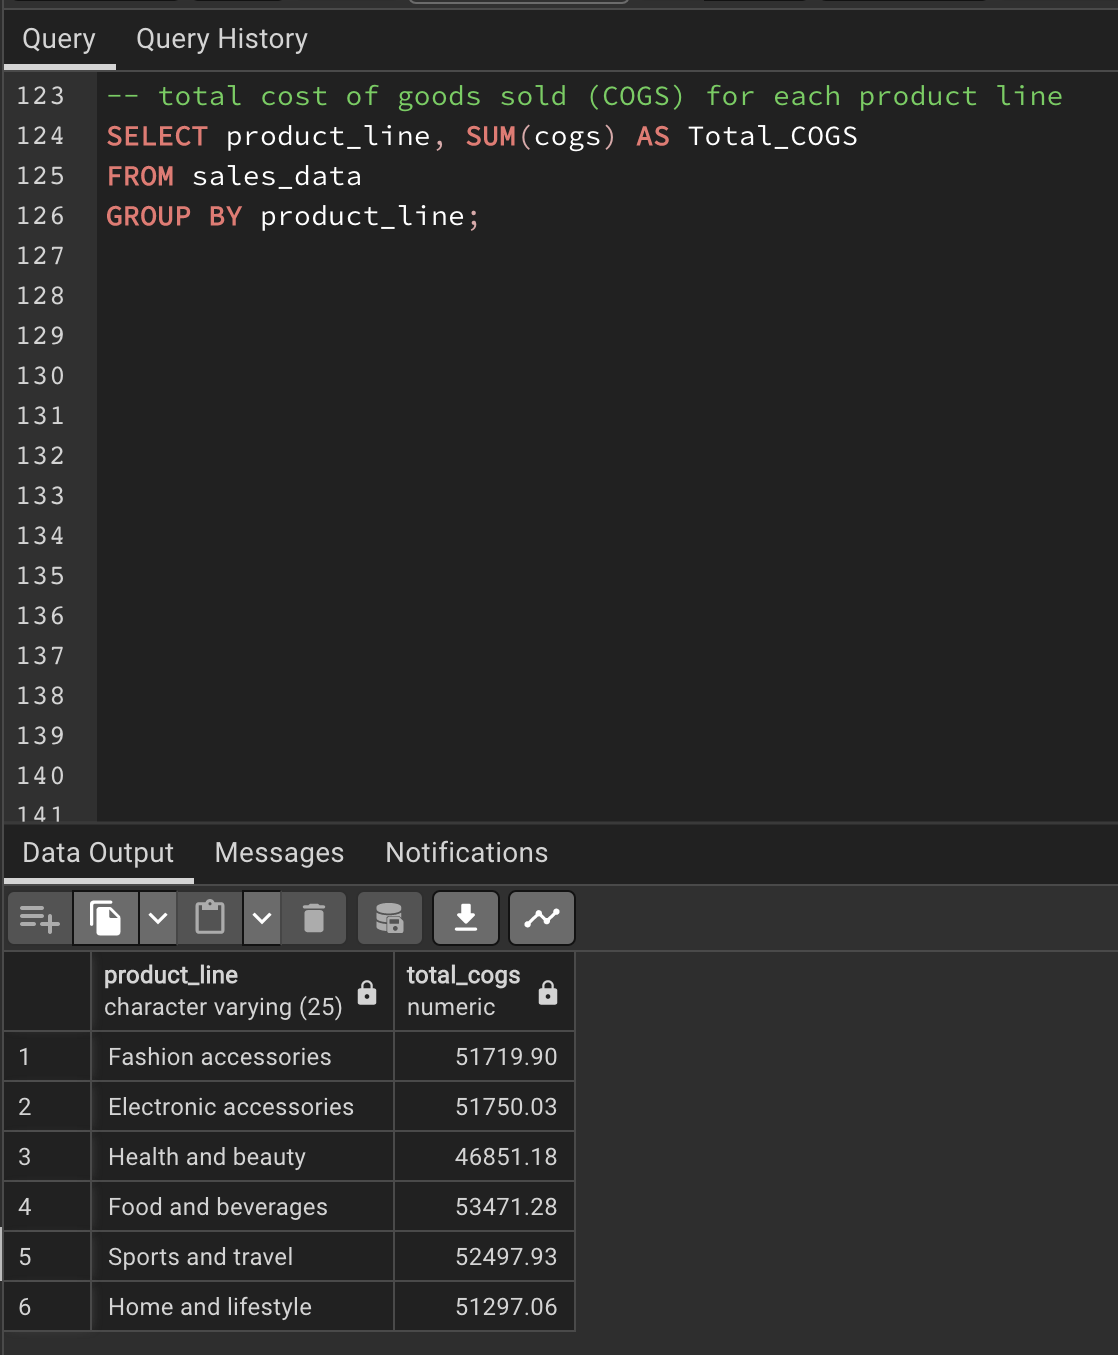 Query Query History
123 -- total cost of goods sold (COGS) for each product line
124 SELECT product_line, SUM(cogs) AS Total_COGS
125 FROM sales_data
126 GROUP BY product_line;
127
128
129
130
131
132
133
134
135
136
137
138
139
140
141
Data Output Messages Notifications
product_line total_cogs
character varying (25) numeric
1 Fashion accessories 51719.90
2 Electronic accessories 51750.03
3 Health and beauty 46851.18
4 Food and beverages 53471.28
5 Sports and travel 52497.93
6 Home and lifestyle 51297.06